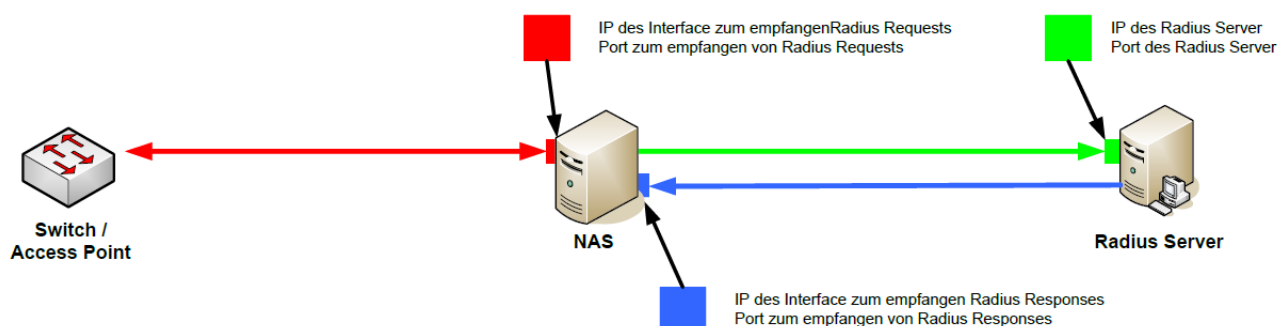 IP des Interface zum empfangenRadius Requests
Port zum empfangen von Radius Requests
IP des Radius Server
Port des Radius Server
Switch /
Access Point
NAS
Radius Server
IP des Interface zum empfangen Radius Responses
Port zum empfangen von Radius Responses